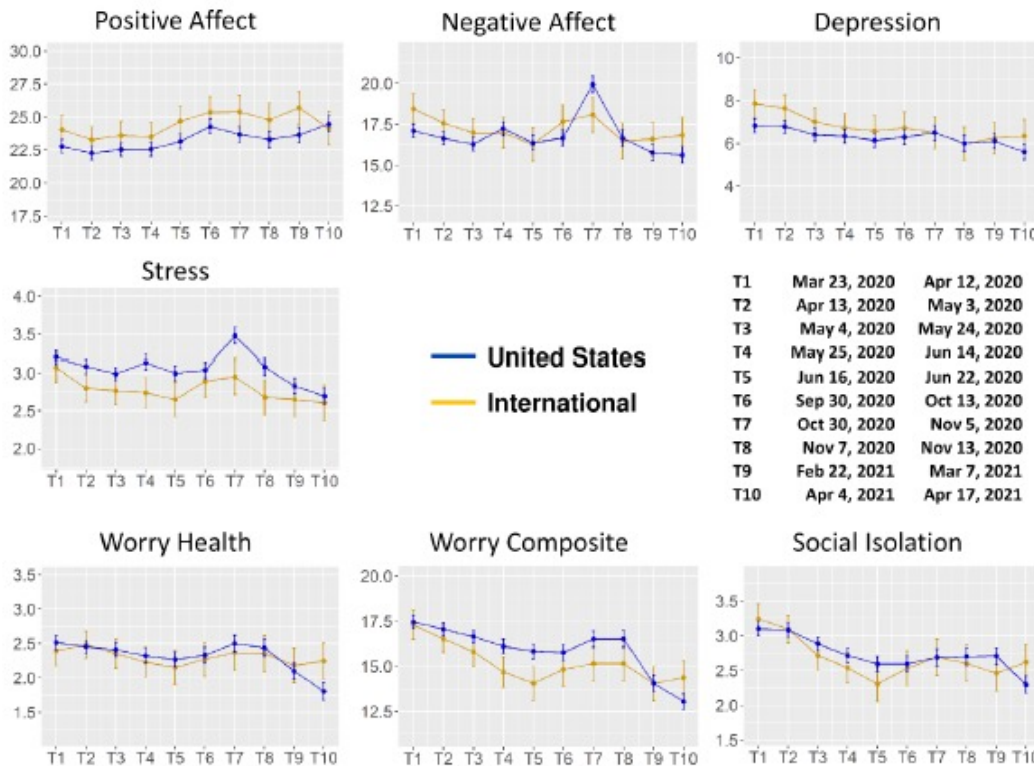 Positive Affect
Negative Affect
Depression
30.0
27.5
25.0
22.5
20.0
17.5
T1 T2 T3 T4 T5 T6 T7 T8 T9 T10
20.0
17.5
15.0
12.5
T1 T2 T3 T4 T5 T6 T7 T8 T9 T10
10
8
6
4
T1 T2 T3 T4 T5 T6 T7 T8 T9 T10
Stress
4.0
3.5
3.0
2.5
2.0
T1 T2 T3 T4 T5 T6 T7 T8 T9 T10
United States
International
T1 Mar 23, 2020 Apr 12, 2020
T2 Apr 13, 2020 May 3, 2020
T3 May 4, 2020 May 24, 2020
T4 May 25, 2020 Jun 14, 2020
T5 Jun 16, 2020 Jun 22, 2020
T6 Sep 30, 2020 Oct 13, 2020
T7 Oct 30, 2020 Nov 5, 2020
T8 Nov 7, 2020 Nov 13, 2020
T9 Feb 22, 2021 Mar 7, 2021
T10 Apr 4, 2021 Apr 17, 2021
Worry Health
Worry Composite
Social Isolation
3.5
3.0
2.5
2.0
1.5
T1 T2 T3 T4 T5 T6 T7 T8 T9 T10
20.0
17.5
15.0
12.5
T1 T2 T3 T4 T5 T6 T7 T8 T9 T10
3.5
3.0
2.5
2.0
1.5
T1 T2 T3 T4 T5 T6 T7 T8 T9 T10